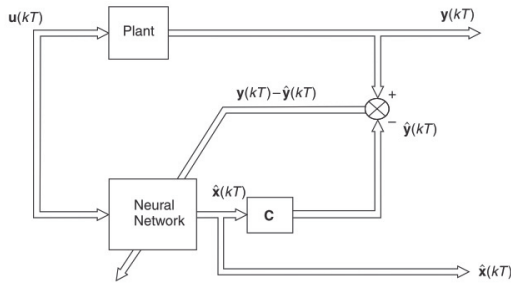 u(kT)
y(kT)
Plant
y(kT)−ŷ(kT)
+
−
ŷ(kT)
x̂(kT)
Neural
Network
C
x̂(kT)